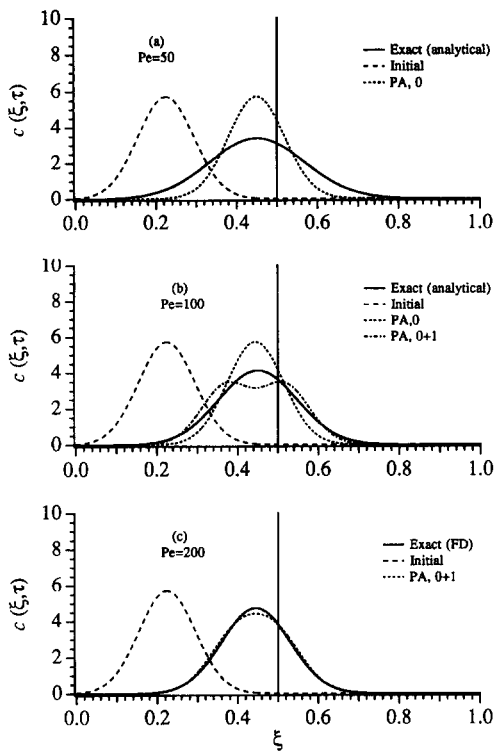 10
8
6
4
2
0
c (ξ,τ)
(a)
Pe=50
Exact (analytical)
Initial
PA, 0
0.0 0.2 0.4 0.6 0.8 1.0
10
8
6
4
2
0
c (ξ,τ)
(b)
Pe=100
Exact (analytical)
Initial
PA,0
PA, 0+1
0.0 0.2 0.4 0.6 0.8 1.0
10
8
6
4
2
0
c (ξ,τ)
(c)
Pe=200
Exact (FD)
Initial
PA, 0+1
0.0 0.2 0.4 0.6 0.8 1.0
ξ